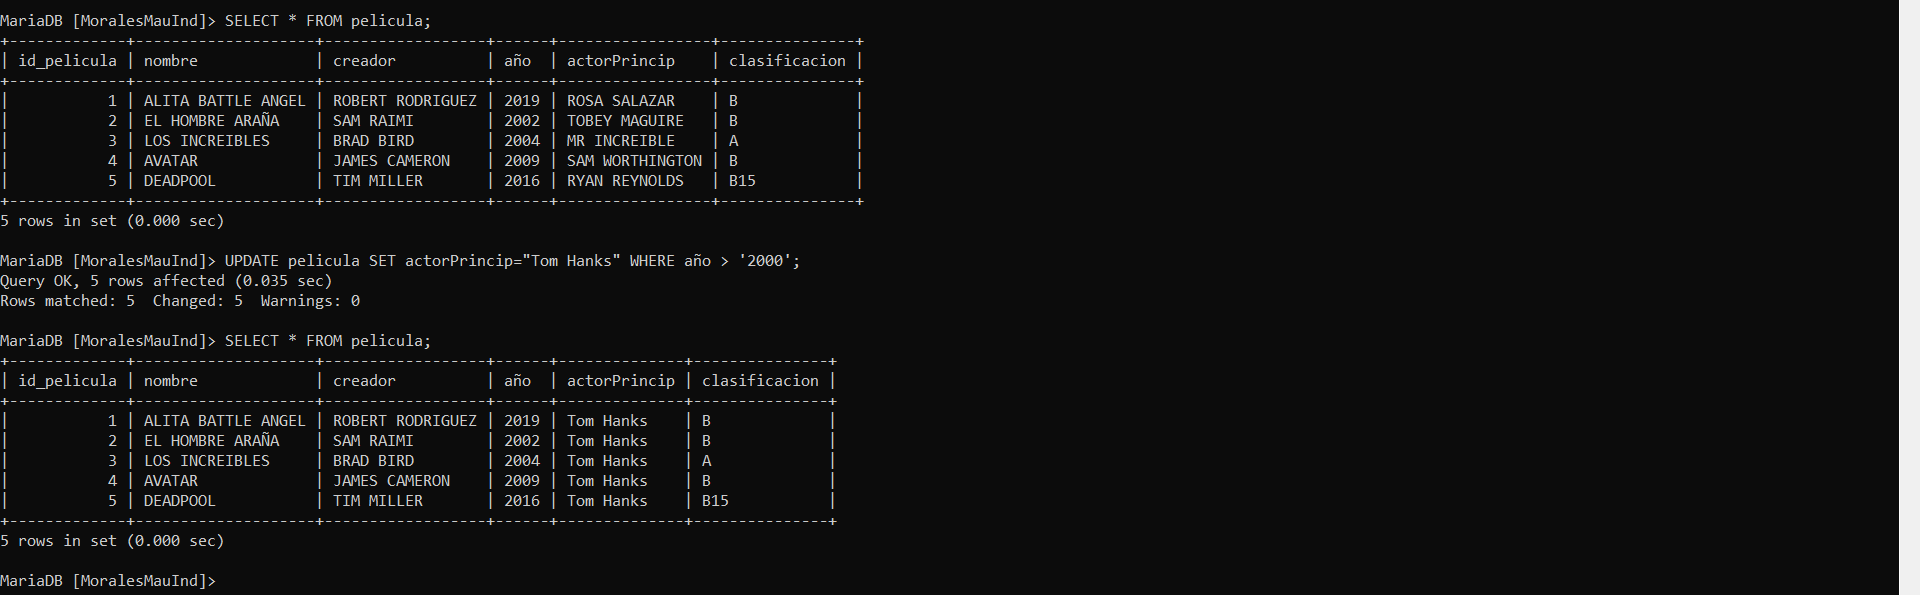 MariaDB [MoralesMauInd]> SELECT * FROM pelicula;
+-------------+--------------------+------------------+------+-----------------+---------------+
| id_pelicula | nombre             | creador          | año  | actorPrincip    | clasificacion |
+-------------+--------------------+------------------+------+-----------------+---------------+
|           1 | ALITA BATTLE ANGEL | ROBERT RODRIGUEZ | 2019 | ROSA SALAZAR    | B             |
|           2 | EL HOMBRE ARAÑA    | SAM RAIMI        | 2002 | TOBEY MAGUIRE   | B             |
|           3 | LOS INCREIBLES     | BRAD BIRD        | 2004 | MR INCREIBLE    | A             |
|           4 | AVATAR             | JAMES CAMERON    | 2009 | SAM WORTHINGTON | B             |
|           5 | DEADPOOL           | TIM MILLER       | 2016 | RYAN REYNOLDS   | B15           |
+-------------+--------------------+------------------+------+-----------------+---------------+
5 rows in set (0.000 sec)

MariaDB [MoralesMauInd]> UPDATE pelicula SET actorPrincip="Tom Hanks" WHERE año > '2000';
Query OK, 5 rows affected (0.035 sec)
Rows matched: 5  Changed: 5  Warnings: 0

MariaDB [MoralesMauInd]> SELECT * FROM pelicula;
+-------------+--------------------+------------------+------+--------------+---------------+
| id_pelicula | nombre             | creador          | año  | actorPrincip | clasificacion |
+-------------+--------------------+------------------+------+--------------+---------------+
|           1 | ALITA BATTLE ANGEL | ROBERT RODRIGUEZ | 2019 | Tom Hanks    | B             |
|           2 | EL HOMBRE ARAÑA    | SAM RAIMI        | 2002 | Tom Hanks    | B             |
|           3 | LOS INCREIBLES     | BRAD BIRD        | 2004 | Tom Hanks    | A             |
|           4 | AVATAR             | JAMES CAMERON    | 2009 | Tom Hanks    | B             |
|           5 | DEADPOOL           | TIM MILLER       | 2016 | Tom Hanks    | B15           |
+-------------+--------------------+------------------+------+--------------+---------------+
5 rows in set (0.000 sec)

MariaDB [MoralesMauInd]>